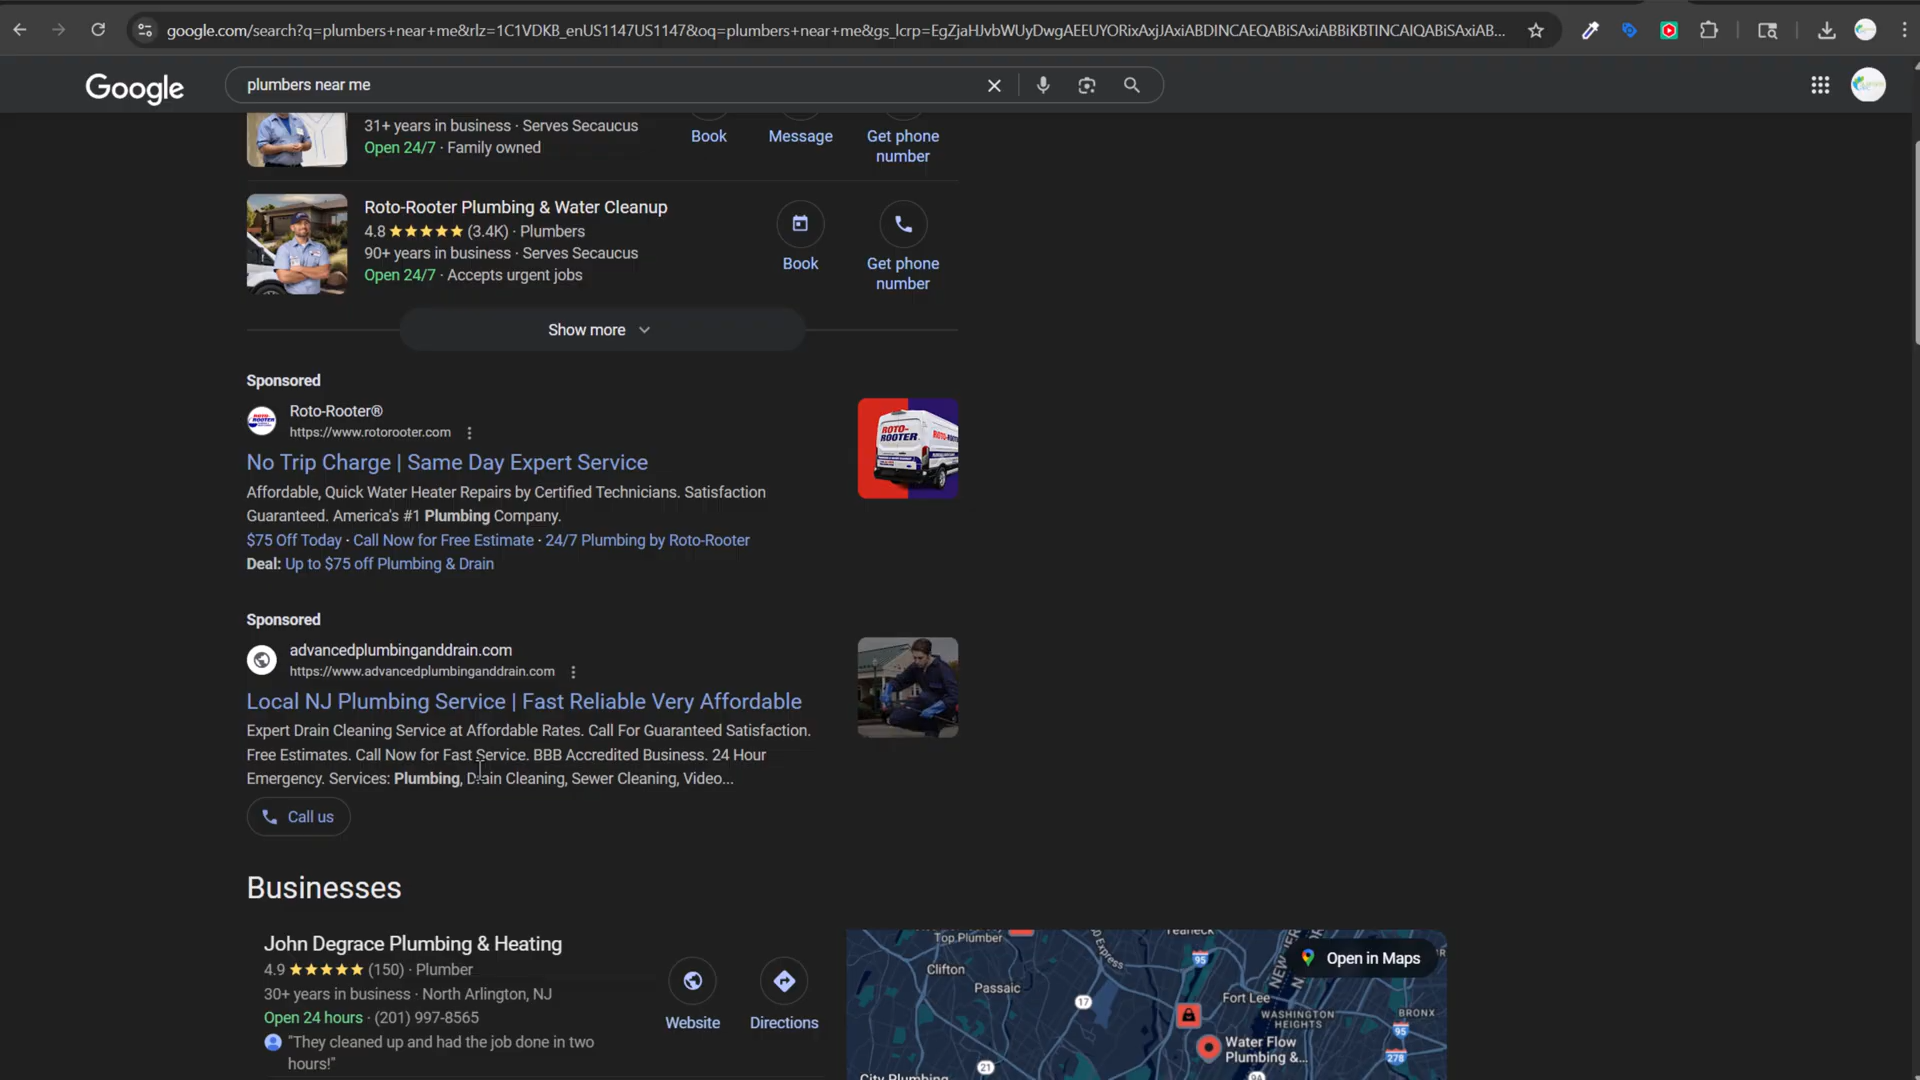 google.com/search?q=plumbers+near+me&rlz=1C1VDKB_enUS1147US1147&oq=plumbers+near+me&gs_lcrp=EgZjaHJvbWUyDwgAEEUYORixAxjJAxiABDINCAEQABiSAxiABBiKBTINCAIQABiSAxiAB...
Google
plumbers near me
31+ years in business · Serves Secaucus
Open 24/7 · Family owned
Book
Message
Get phone
number
Roto-Rooter Plumbing & Water Cleanup
4.8 (3.4K) · Plumbers
90+ years in business · Serves Secaucus
Open 24/7 · Accepts urgent jobs
Book
Get phone
number
Show more
Sponsored
Roto-Rooter®
https://www.rotorooter.com
No Trip Charge | Same Day Expert Service
Affordable, Quick Water Heater Repairs by Certified Technicians. Satisfaction
Guaranteed. America's #1 Plumbing Company.
$75 Off Today · Call Now for Free Estimate · 24/7 Plumbing by Roto-Rooter
Deal: Up to $75 off Plumbing & Drain
ROTO-
ROOTER
Sponsored
advancedplumbinganddrain.com
https://www.advancedplumbinganddrain.com
Local NJ Plumbing Service | Fast Reliable Very Affordable
Expert Drain Cleaning Service at Affordable Rates. Call For Guaranteed Satisfaction.
Free Estimates. Call Now for Fast Service. BBB Accredited Business. 24 Hour
Emergency. Services: Plumbing, Drain Cleaning, Sewer Cleaning, Video...
Call us
Businesses
John Degrace Plumbing & Heating
4.9 (150) · Plumber
30+ years in business · North Arlington, NJ
Open 24 hours · (201) 997-8565
"They cleaned up and had the job done in two
hours!"
Website
Directions
Top Plumber
Teaneck
95
Open in Maps
Clifton
Passaic
17
Fort Lee
WASHINGTON
HEIGHTS
BRONX
95
278
Water Flow
Plumbing &...
21
9A
City Plumbing